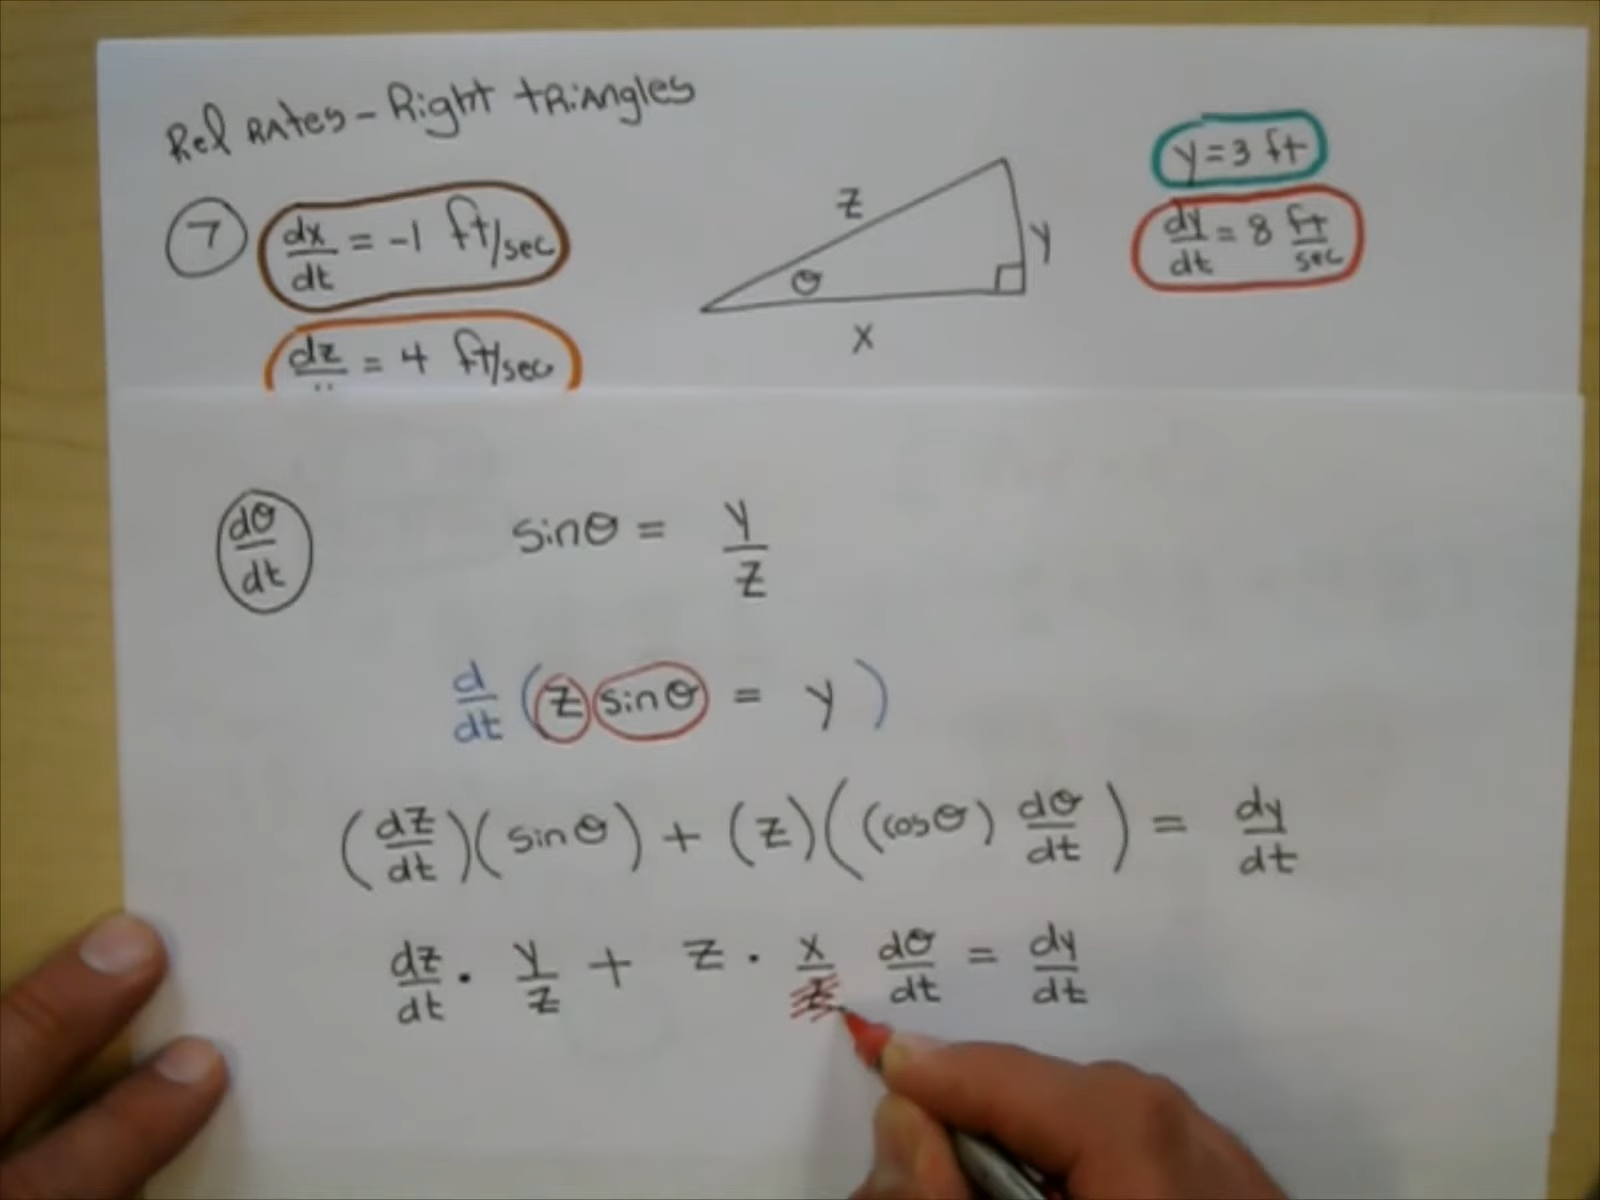 Rel Rates - Right triangles
7
dx/dt = -1 ft/sec
dz = 4 ft/sec
z
θ
y
x
y = 3 ft
dy/dt = 8 ft/sec
dθ/dt
sinθ = y/z
d/dt (z sinθ = y)
(dz/dt)(sinθ) + (z)((cosθ) dθ/dt) = dy/dt
dz/dt · y/z + z · x/z dθ/dt = dy/dt